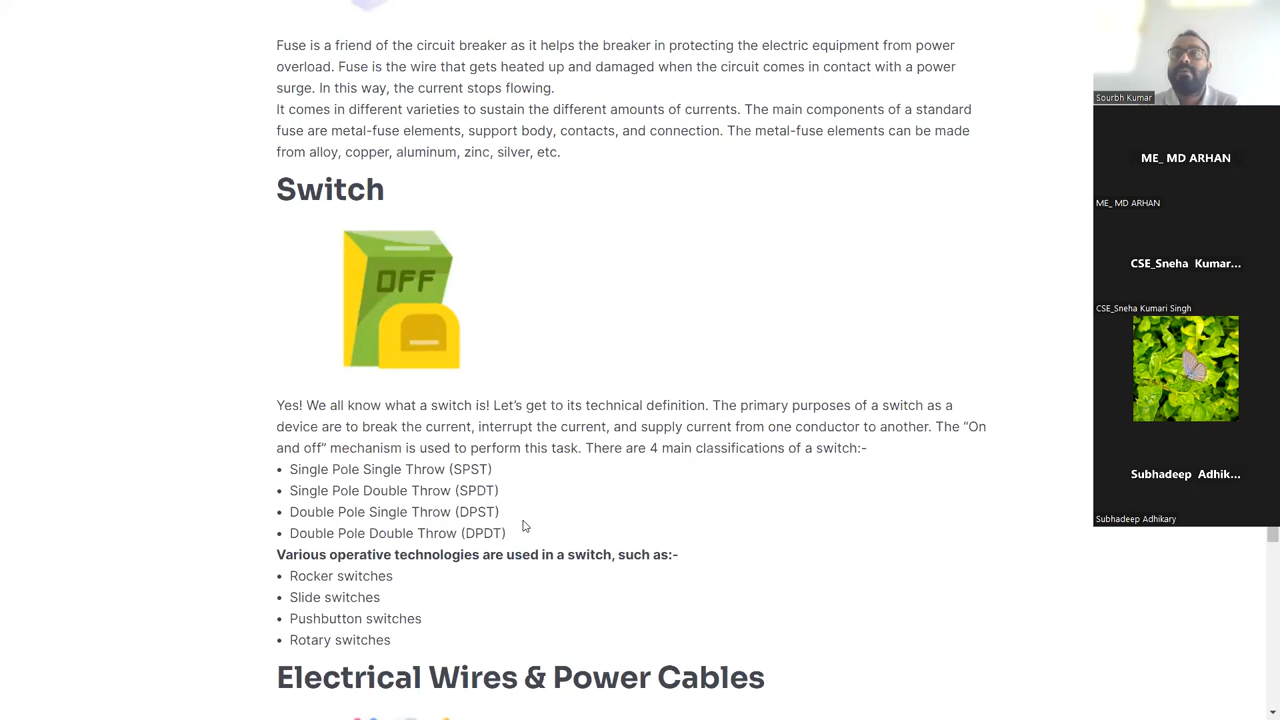 Fuse is a friend of the circuit breaker as it helps the breaker in protecting the electric equipment from power
overload. Fuse is the wire that gets heated up and damaged when the circuit comes in contact with a power
surge. In this way, the current stops flowing.
It comes in different varieties to sustain the different amounts of currents. The main components of a standard
fuse are metal-fuse elements, support body, contacts, and connection. The metal-fuse elements can be made
from alloy, copper, aluminum, zinc, silver, etc.
Switch
OFF
Yes! We all know what a switch is! Let’s get to its technical definition. The primary purposes of a switch as a
device are to break the current, interrupt the current, and supply current from one conductor to another. The “On
and off” mechanism is used to perform this task. There are 4 main classifications of a switch:-
• Single Pole Single Throw (SPST)
• Single Pole Double Throw (SPDT)
• Double Pole Single Throw (DPST)
• Double Pole Double Throw (DPDT)
Various operative technologies are used in a switch, such as:-
• Rocker switches
• Slide switches
• Pushbutton switches
• Rotary switches
Electrical Wires & Power Cables
Sourbh Kumar
ME_ MD ARHAN
ME_ MD ARHAN
CSE_Sneha Kumar...
CSE_Sneha Kumari Singh
Subhadeep Adhik...
Subhadeep Adhikary